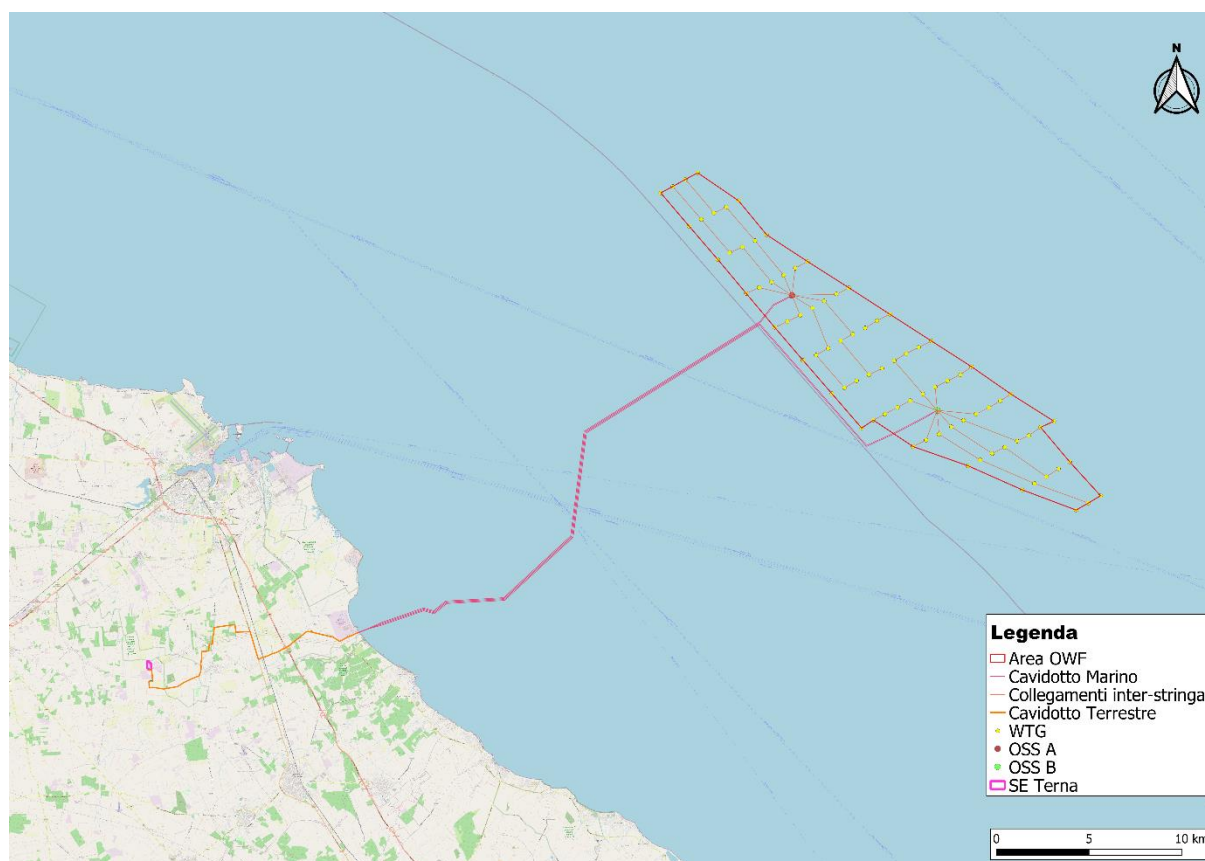 N
Legenda
Area OWF
Cavidotto Marino
Collegamenti inter-stringa
Cavidotto Terrestre
WTG
OSS A
OSS B
SE Terna
0 5 10 km